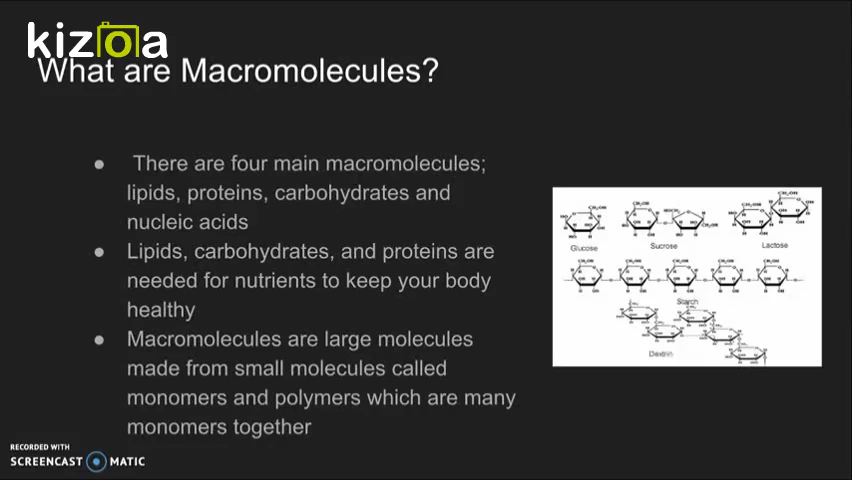 kizoa
What are Macromolecules?
● There are four main macromolecules;
lipids, proteins, carbohydrates and
nucleic acids
● Lipids, carbohydrates, and proteins are
needed for nutrients to keep your body
healthy
● Macromolecules are large molecules
made from small molecules called
monomers and polymers which are many
monomers together
Glucose
Sucrose
Lactose
Starch
Dextrin
RECORDED WITH
SCREENCAST MATIC